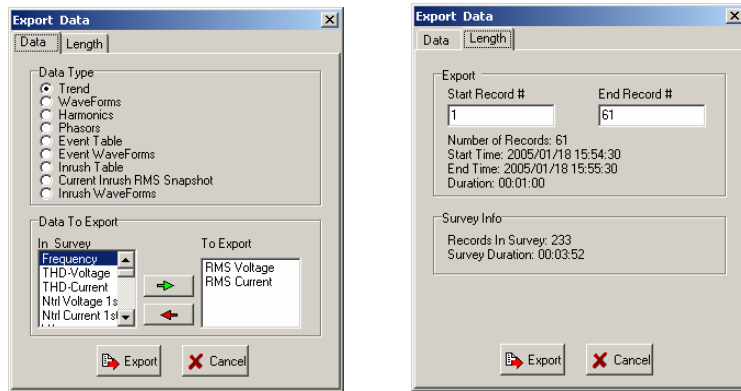 Export Data
Data Length
Data Type
Trend
WaveForms
Harmonics
Phasors
Event Table
Event WaveForms
Inrush Table
Current Inrush RMS Snapshot
Inrush WaveForms
Data To Export
In Survey
Frequency
THD-Voltage
THD-Current
Ntrl Voltage 1s
Ntrl Current 1st
To Export
RMS Voltage
RMS Current
Export Cancel
Export Data
Data Length
Export
Start Record # End Record #
1 61
Number of Records: 61
Start Time: 2005/01/18 15:54:30
End Time: 2005/01/18 15:55:30
Duration: 00:01:00
Survey Info
Records In Survey: 233
Survey Duration: 00:03:52
Export Cancel